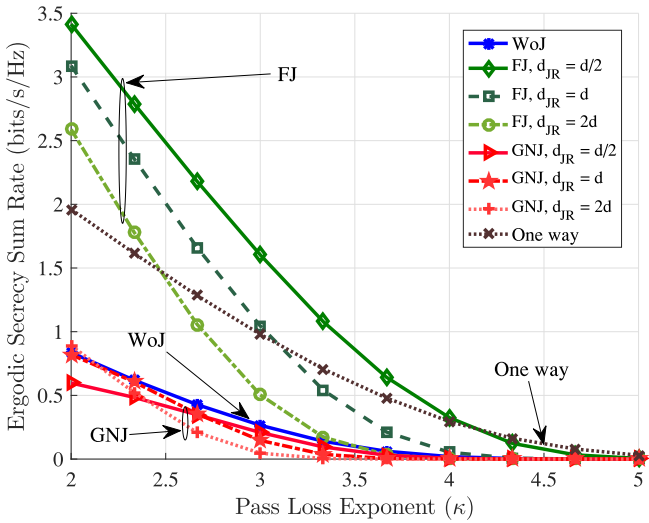 Ergodic Secrecy Sum Rate (bits/s/Hz)
3.5
3
2.5
2
1.5
1
0.5
0
2
2.5
3
3.5
4
4.5
5
Pass Loss Exponent (κ)
FJ
WoJ
GNJ
One way
WoJ
FJ, d_JR = d/2
FJ, d_JR = d
FJ, d_JR = 2d
GNJ, d_JR = d/2
GNJ, d_JR = d
GNJ, d_JR = 2d
One way